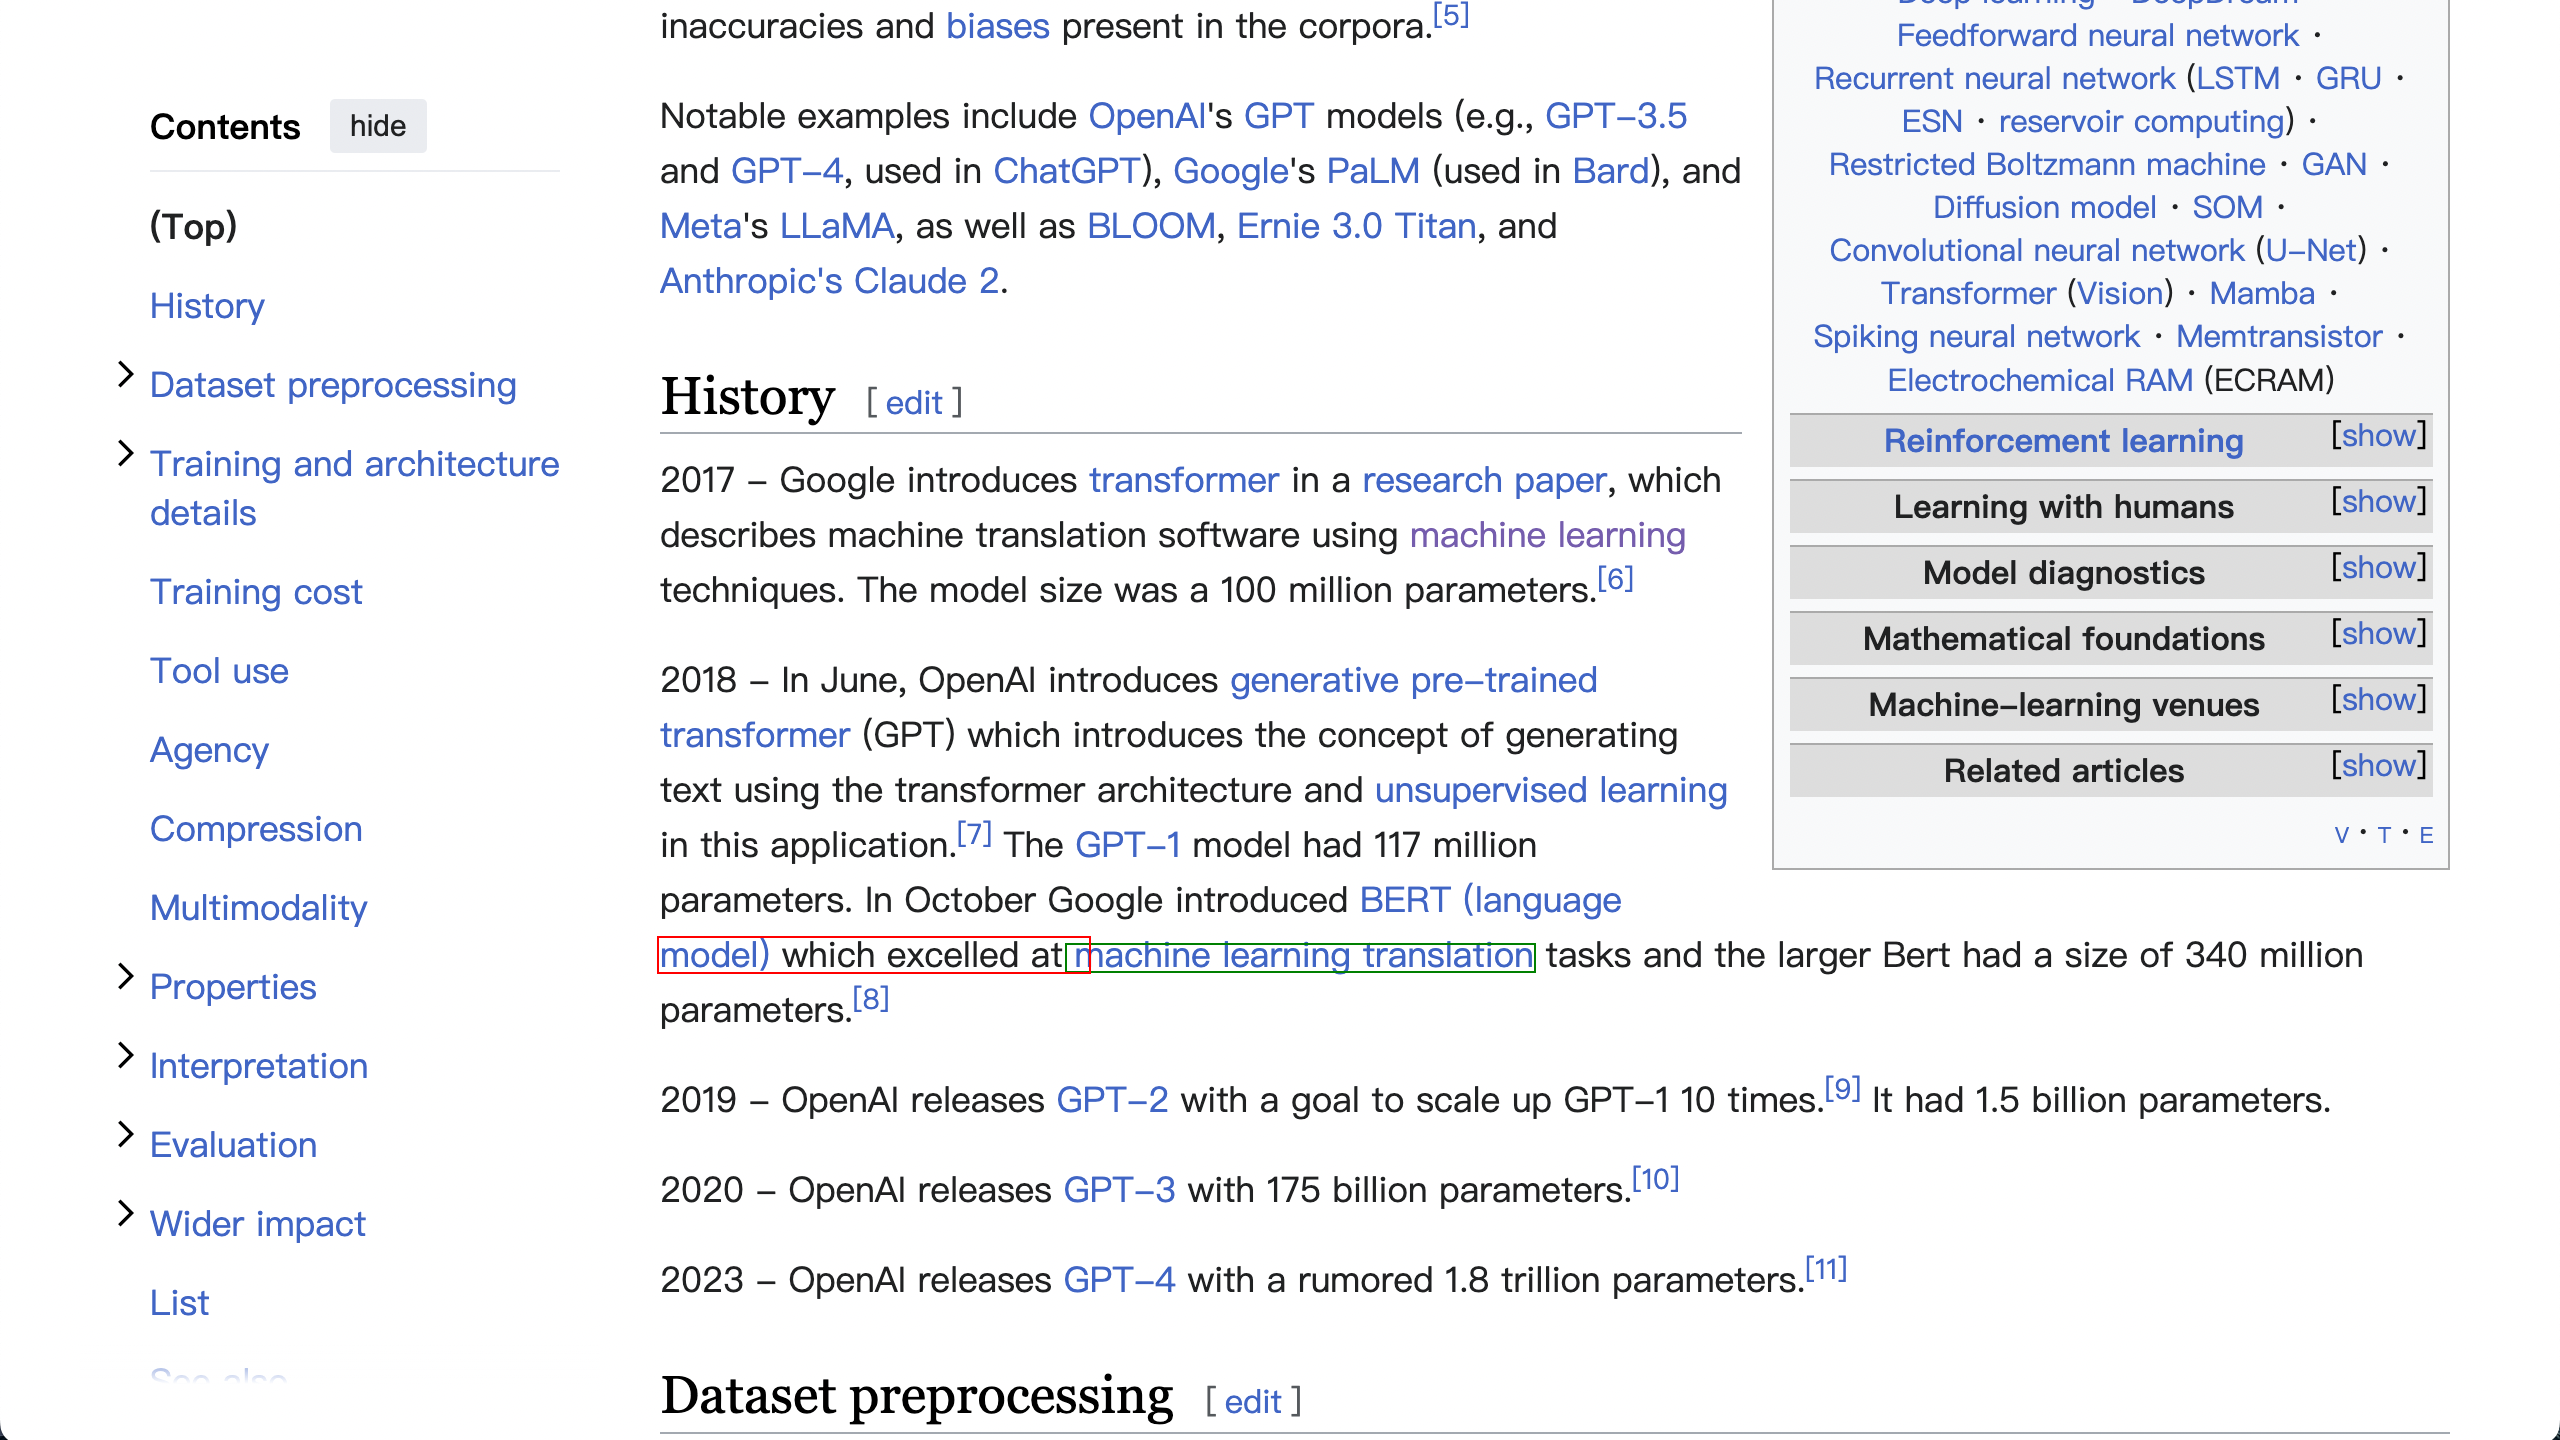 inaccuracies and biases present in the corpora.[5]
Notable examples include OpenAI's GPT models (e.g., GPT-3.5
and GPT-4, used in ChatGPT), Google's PaLM (used in Bard), and
Meta's LLaMA, as well as BLOOM, Ernie 3.0 Titan, and
Anthropic's Claude 2.
History [ edit ]
2017 – Google introduces transformer in a research paper, which
describes machine translation software using machine learning
techniques. The model size was a 100 million parameters.[6]
2018 – In June, OpenAI introduces generative pre-trained
transformer (GPT) which introduces the concept of generating
text using the transformer architecture and unsupervised learning
in this application.[7] The GPT-1 model had 117 million
parameters. In October Google introduced BERT (language
model) which excelled at machine learning translation tasks and the larger Bert had a size of 340 million
parameters.[8]
2019 – OpenAI releases GPT-2 with a goal to scale up GPT-1 10 times.[9] It had 1.5 billion parameters.
2020 – OpenAI releases GPT-3 with 175 billion parameters.[10]
2023 – OpenAI releases GPT-4 with a rumored 1.8 trillion parameters.[11]
Dataset preprocessing [ edit ]
Contents hide
(Top)
History
Dataset preprocessing
Training and architecture
details
Training cost
Tool use
Agency
Compression
Multimodality
Properties
Interpretation
Evaluation
Wider impact
List
See also
Deep learning · DeepDream
Feedforward neural network ·
Recurrent neural network (LSTM · GRU ·
ESN · reservoir computing) ·
Restricted Boltzmann machine · GAN ·
Diffusion model · SOM ·
Convolutional neural network (U-Net) ·
Transformer (Vision) · Mamba ·
Spiking neural network · Memtransistor ·
Electrochemical RAM (ECRAM)
Reinforcement learning [show]
Learning with humans [show]
Model diagnostics [show]
Mathematical foundations [show]
Machine-learning venues [show]
Related articles [show]
V · T · E